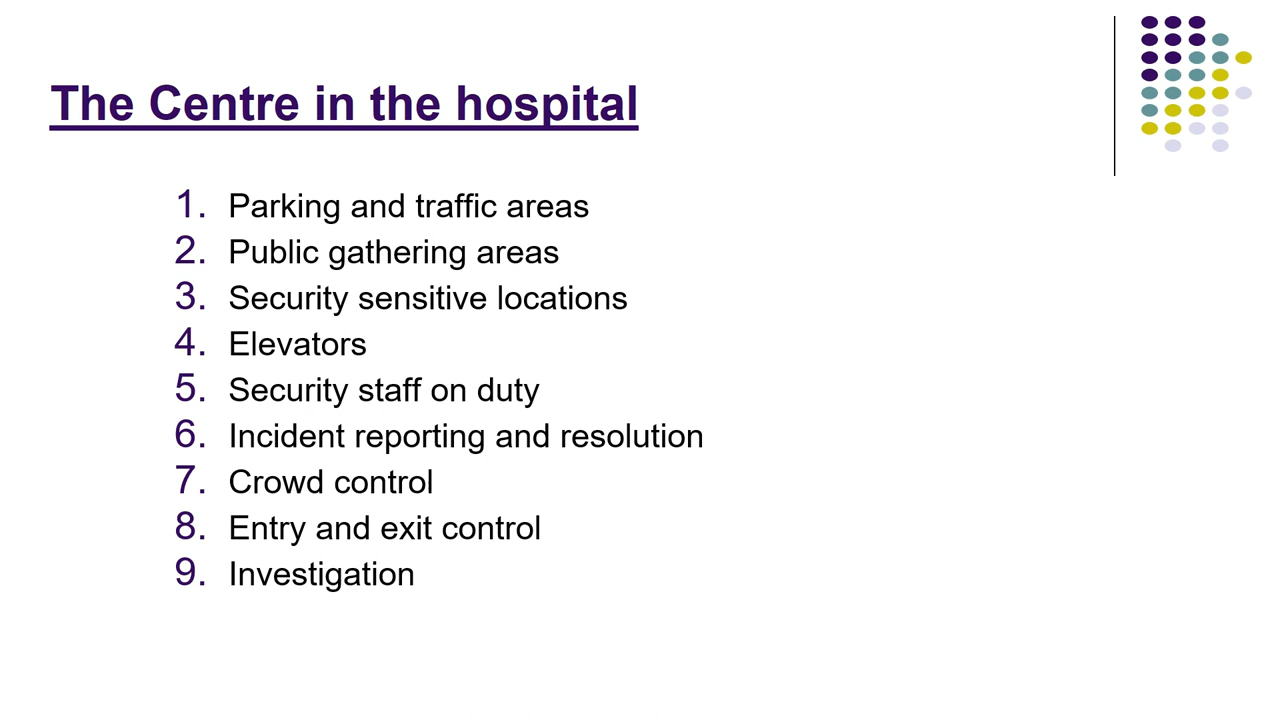 The Centre in the hospital
1. Parking and traffic areas
2. Public gathering areas
3. Security sensitive locations
4. Elevators
5. Security staff on duty
6. Incident reporting and resolution
7. Crowd control
8. Entry and exit control
9. Investigation